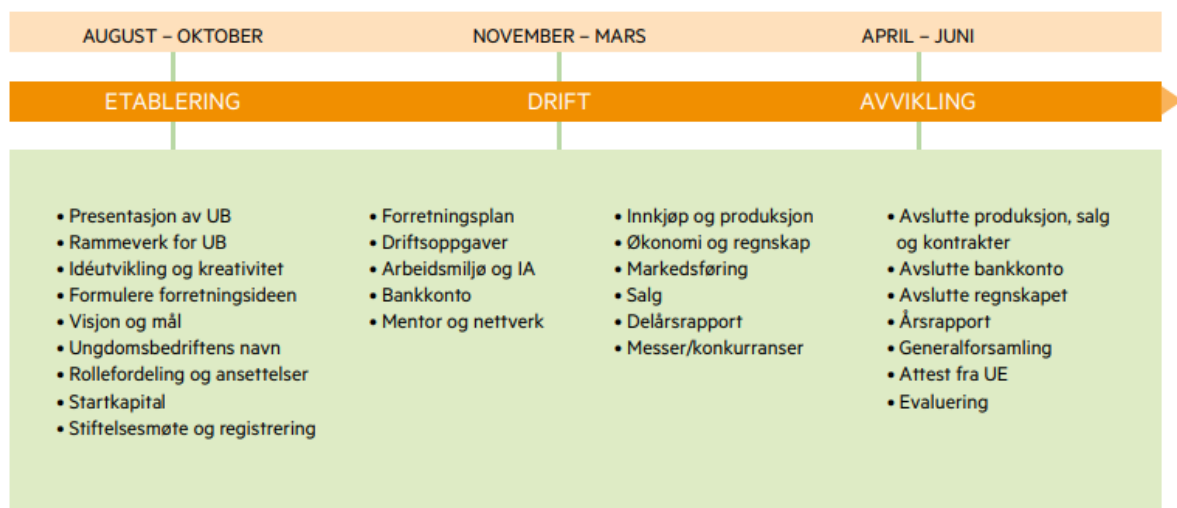 AUGUST – OKTOBER
NOVEMBER – MARS
APRIL – JUNI
ETABLERING
DRIFT
AVVIKLING
• Presentasjon av UB
• Rammeverk for UB
• Idéutvikling og kreativitet
• Formulere forretningsideen
• Visjon og mål
• Ungdomsbedriftens navn
• Rollefordeling og ansettelser
• Startkapital
• Stiftelsesmøte og registrering
• Forretningsplan
• Driftsoppgaver
• Arbeidsmiljø og IA
• Bankkonto
• Mentor og nettverk
• Innkjøp og produksjon
• Økonomi og regnskap
• Markedsføring
• Salg
• Delårsrapport
• Messer/konkurranser
• Avslutte produksjon, salg
og kontrakter
• Avslutte bankkonto
• Avslutte regnskapet
• Årsrapport
• Generalforsamling
• Attest fra UE
• Evaluering